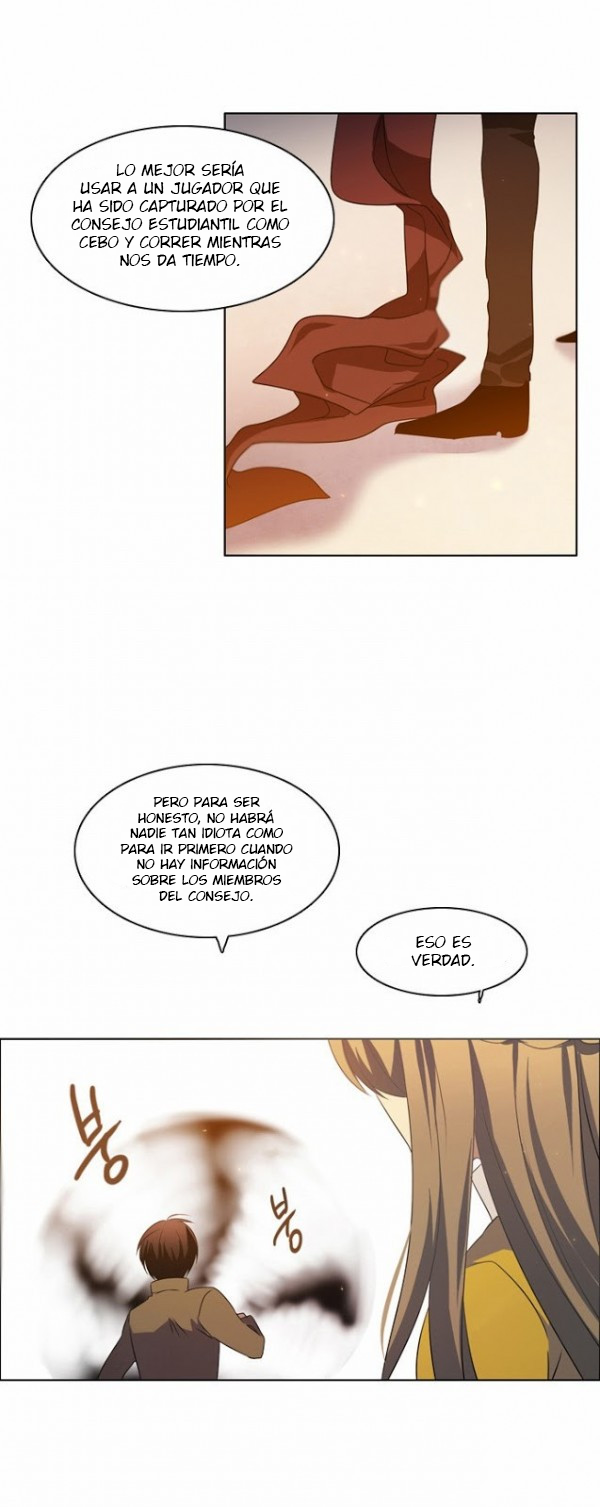 LO MEJOR SERÍA
USAR A UN JUGADOR QUE
HA SIDO CAPTURADO POR EL
CONSEJO ESTUDIANTIL COMO
CEBO Y CORRER MIENTRAS
NOS DA TIEMPO.
PERO PARA SER
HONESTO, NO HABRÁ
NADIE TAN IDIOTA COMO
PARA IR PRIMERO CUANDO
NO HAY INFORMACIÓN
SOBRE LOS MIEMBROS
DEL CONSEJO.
ESO ES
VERDAD.
붕
붕